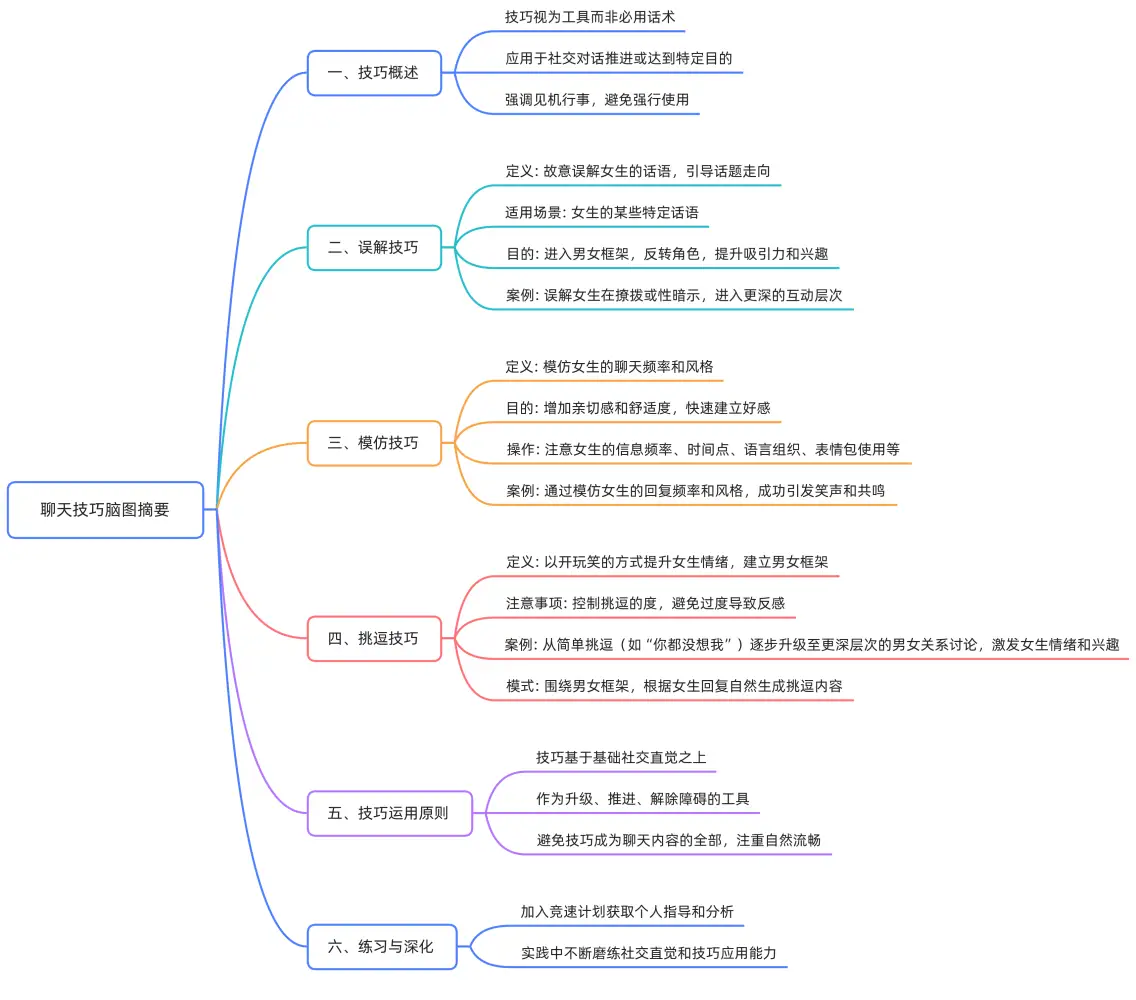 聊天技巧脑图摘要
一、技巧概述
技巧视为工具而非必用话术
应用于社交对话推进或达到特定目的
强调见机行事，避免强行使用
二、误解技巧
定义：故意误解女生的话语，引导话题走向
适用场景：女生的某些特定话语
目的：进入男女框架，反转角色，提升吸引力和兴趣
案例：误解女生在撩拨或性暗示，进入更深的互动层次
三、模仿技巧
定义：模仿女生的聊天频率和风格
目的：增加亲切感和舒适度，快速建立好感
操作：注意女生的信息频率、时间点、语言组织、表情包使用等
案例：通过模仿女生的回复频率和风格，成功引发笑声和共鸣
四、挑逗技巧
定义：以开玩笑的方式提升女生情绪，建立男女框架
注意事项：控制挑逗的度，避免过度导致反感
案例：从简单挑逗（如“你都没想我”）逐步升级至更深层次的男女关系讨论，激发女生情绪和兴趣
模式：围绕男女框架，根据女生回复自然生成挑逗内容
五、技巧运用原则
技巧基于基础社交直觉之上
作为升级、推进、解除障碍的工具
避免技巧成为聊天内容的全部，注重自然流畅
六、练习与深化
加入竞速计划获取个人指导和分析
实践中不断磨练社交直觉和技巧应用能力